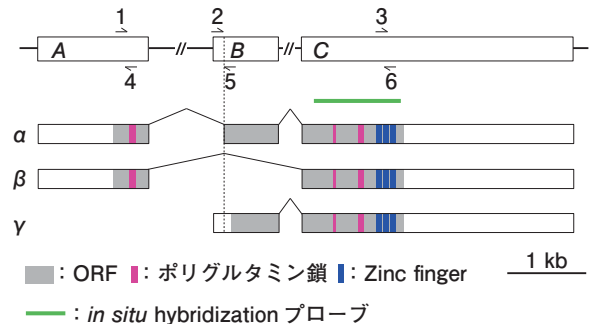 1 2 3
A // B // C
4 5 6
α
β
γ
: ORF : ポリグルタミン鎖 : Zinc finger 1 kb
: in situ hybridization プローブ